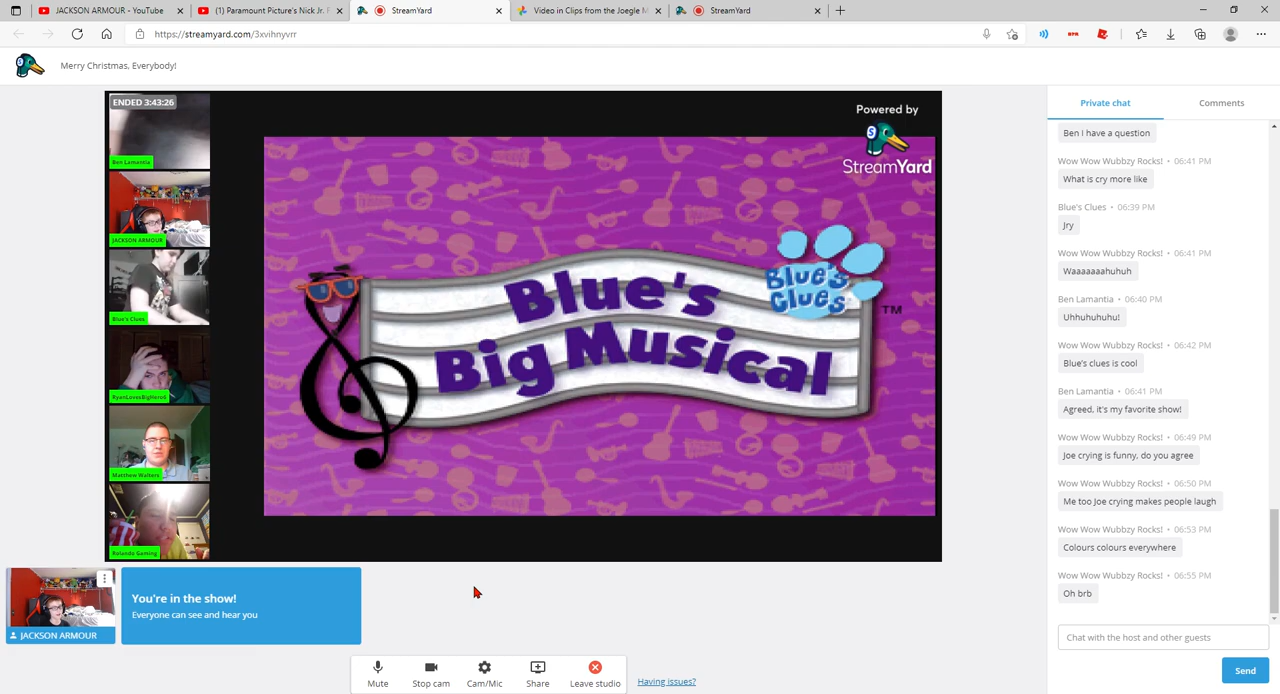 JACKSON ARMOUR - YouTube
(1) Paramount Picture's Nick Jr. F
StreamYard
Video in Clips from the Joegie M
StreamYard
https://streamyard.com/3xvihnyvrr
Merry Christmas, Everybody!
ENDED 3:43:26
Ben Lamantia
JACKSON ARMOUR
Blue's Clues
RyanLovesBigHero6
Matthew Walters
Rolando Gaming
Powered by
StreamYard
Blue's
Big Musical
BLUE'S
CLUES
TM
JACKSON ARMOUR
You're in the show!
Everyone can see and hear you
Mute
Stop cam
Cam/Mic
Share
Leave studio
Having issues?
Private chat
Comments
Ben I have a question
Wow Wow Wubbzy Rocks! • 06:41 PM
What is cry more like
Blue's Clues • 06:39 PM
Jry
Wow Wow Wubbzy Rocks! • 06:41 PM
Waaaaaaahuhuh
Ben Lamantia • 06:40 PM
Uhhuhuhuhu!
Wow Wow Wubbzy Rocks! • 06:42 PM
Blue's clues is cool
Ben Lamantia • 06:41 PM
Agreed, it's my favorite show!
Wow Wow Wubbzy Rocks! • 06:49 PM
Joe crying is funny, do you agree
Wow Wow Wubbzy Rocks! • 06:50 PM
Me too Joe crying makes people laugh
Wow Wow Wubbzy Rocks! • 06:53 PM
Colours colours everywhere
Wow Wow Wubbzy Rocks! • 06:55 PM
Oh brb
Chat with the host and other guests
Send